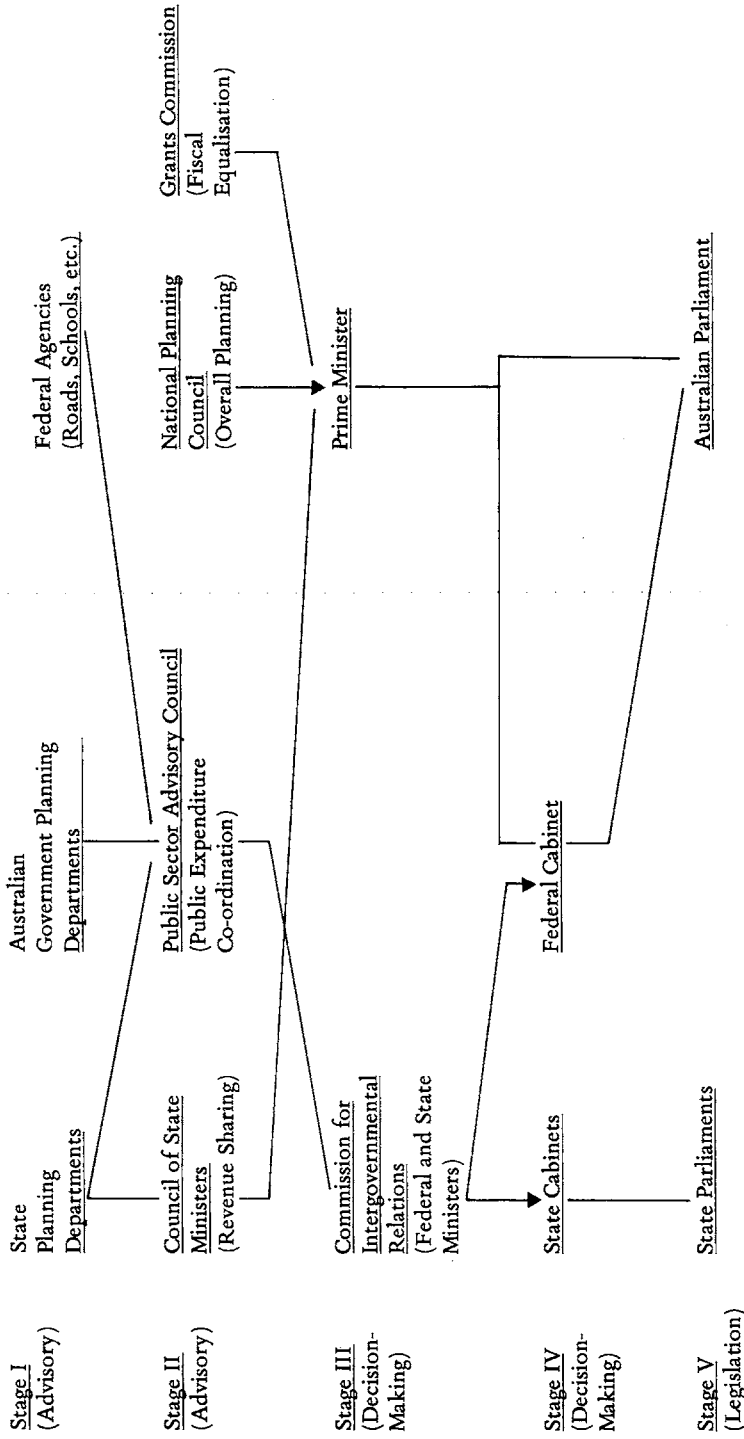 Stage I
(Advisory)
State
Planning
Departments
Australian
Government Planning
Departments
Federal Agencies
(Roads, Schools, etc.)
Stage II
(Advisory)
Council of State
Ministers
(Revenue Sharing)
Public Sector Advisory Council
(Public Expenditure
Co-ordination)
National Planning
Council
(Overall Planning)
Grants Commission
(Fiscal
Equalisation)
Stage III
(Decision-
Making)
Commission for
Intergovernmental
Relations
(Federal and State
Ministers)
Prime Minister
Stage IV
(Decision-
Making)
State Cabinets
Federal Cabinet
Stage V
(Legislation)
State Parliaments
Australian Parliament